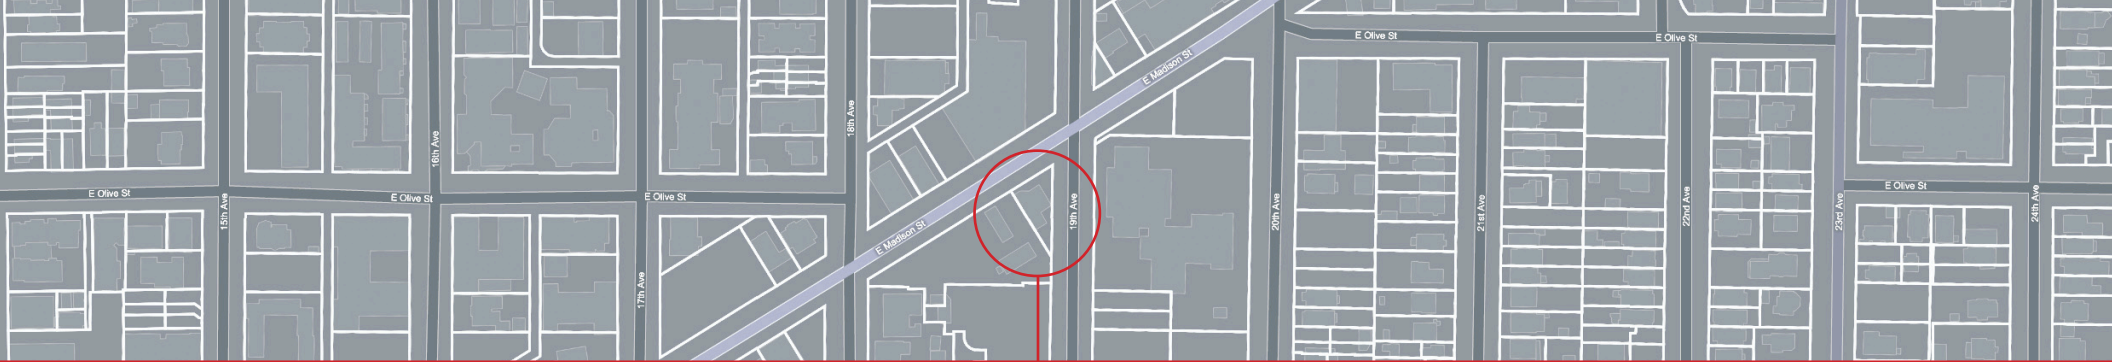 E Olive St
E Olive St
E Madison St
18th Ave
16th Ave
E Olive St
E Olive St
E Olive St
E Olive St
15th Ave
19th Ave
20th Ave
21st Ave
22nd Ave
23rd Ave
24th Ave
E Madison St
17th Ave